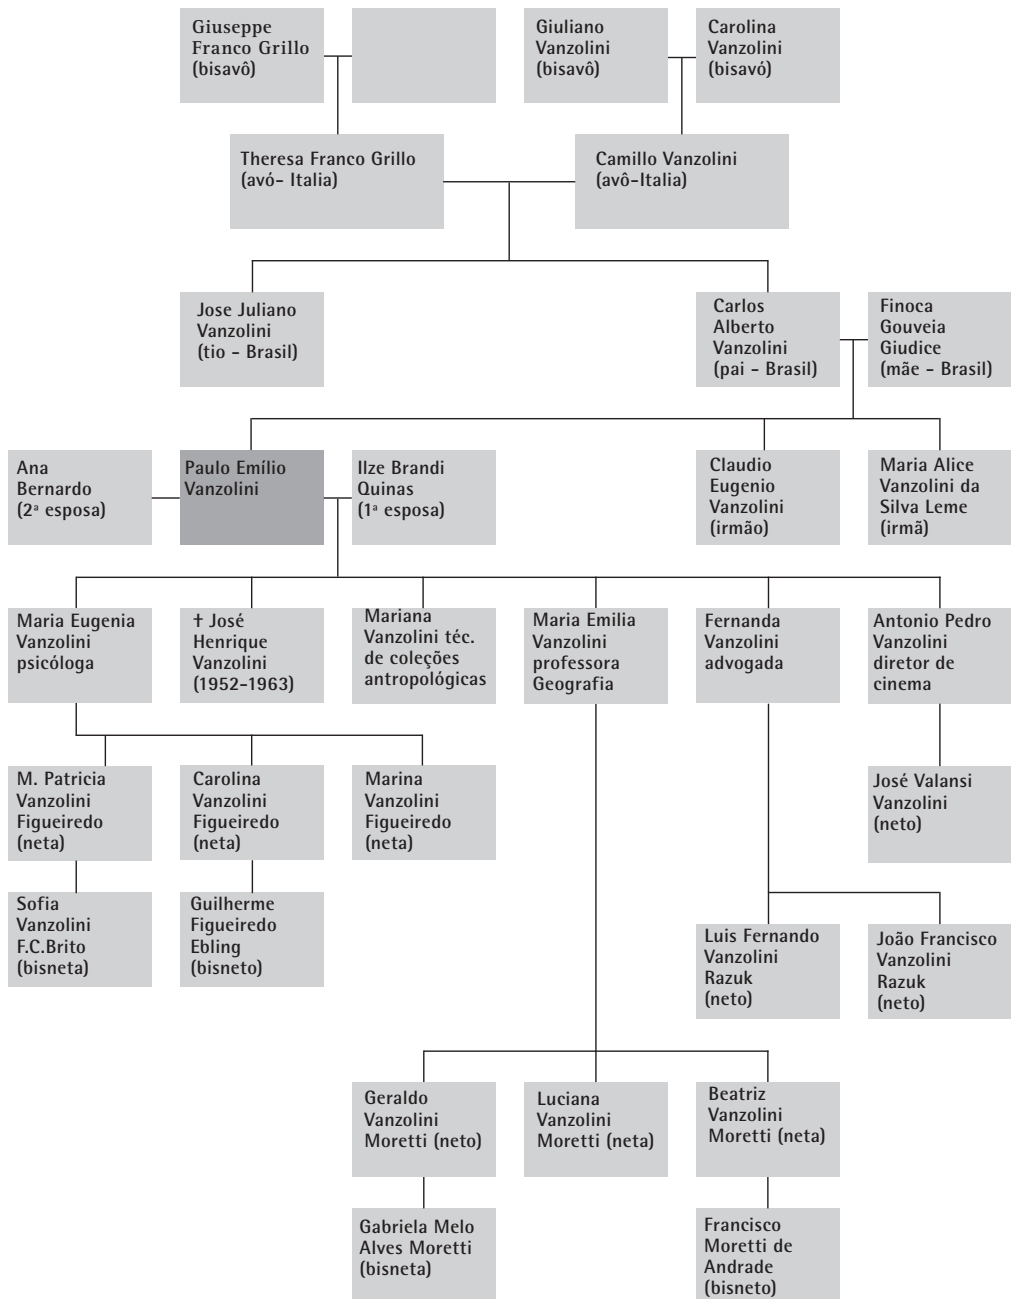 Giuseppe
Franco Grillo
(bisavô)
Giuliano
Vanzolini
(bisavô)
Carolina
Vanzolini
(bisavó)
Theresa Franco Grillo
(avó- Italia)
Camillo Vanzolini
(avô-Italia)
Jose Juliano
Vanzolini
(tio - Brasil)
Carlos
Alberto
Vanzolini
(pai - Brasil)
Finoca
Gouveia
Giudice
(mãe - Brasil)
Ana
Bernardo
(2ª esposa)
Paulo Emílio
Vanzolini
Ilze Brandi
Quinas
(1ª esposa)
Claudio
Eugenio
Vanzolini
(irmão)
Maria Alice
Vanzolini da
Silva Leme
(irmã)
Maria Eugenia
Vanzolini
psicóloga
† José
Henrique
Vanzolini
(1952-1963)
Mariana
Vanzolini téc.
de coleções
antropológicas
Maria Emilia
Vanzolini
professora
Geografia
Fernanda
Vanzolini
advogada
Antonio Pedro
Vanzolini
diretor de
cinema
M. Patricia
Vanzolini
Figueiredo
(neta)
Carolina
Vanzolini
Figueiredo
(neta)
Marina
Vanzolini
Figueiredo
(neta)
José Valansi
Vanzolini
(neto)
Sofia
Vanzolini
F.C.Brito
(bisneta)
Guilherme
Figueiredo
Ebling
(bisneto)
Luis Fernando
Vanzolini
Razuk
(neto)
João Francisco
Vanzolini
Razuk
(neto)
Geraldo
Vanzolini
Moretti (neto)
Luciana
Vanzolini
Moretti (neta)
Beatriz
Vanzolini
Moretti (neta)
Gabriela Melo
Alves Moretti
(bisneta)
Francisco
Moretti de
Andrade
(bisneto)